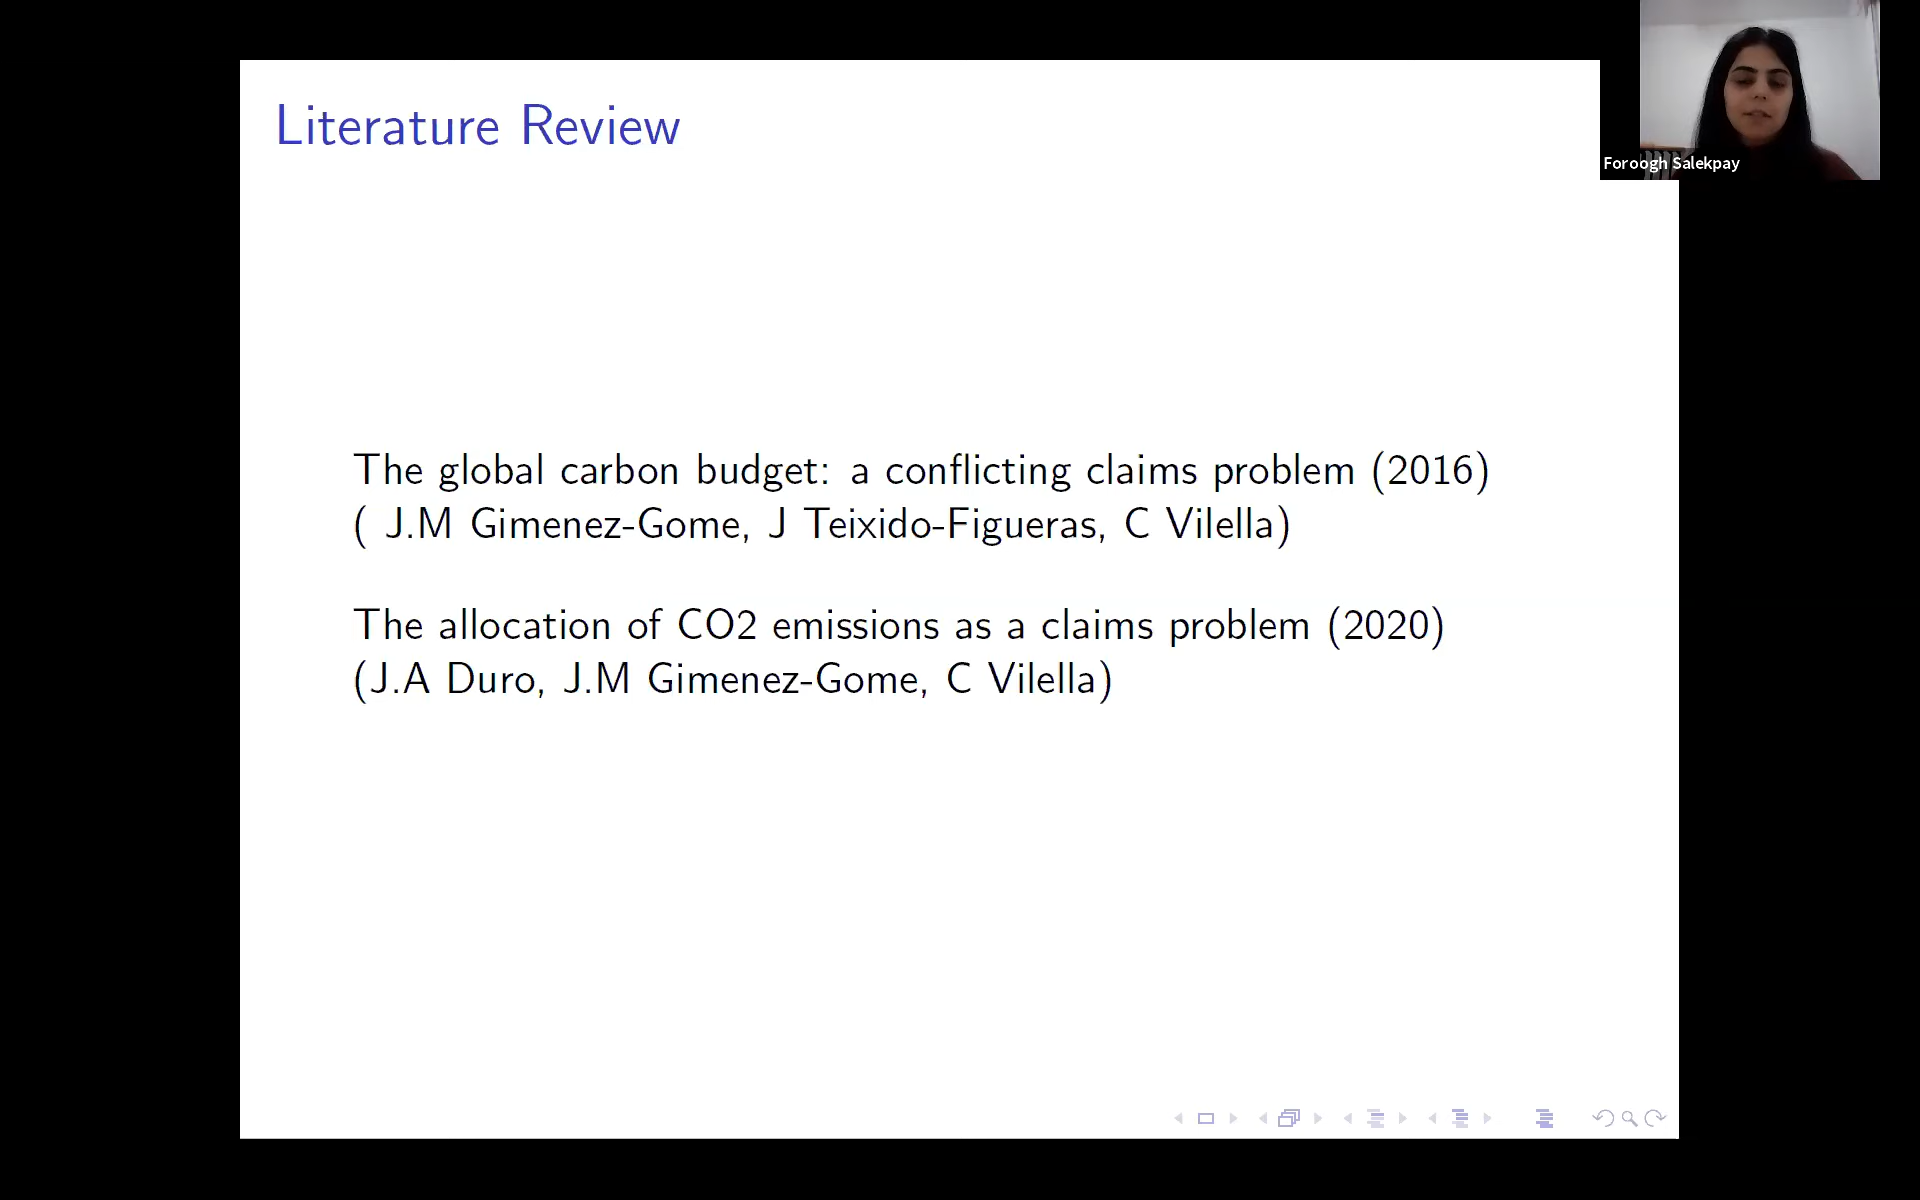 Literature Review
Foroogh Salekpay
The global carbon budget: a conflicting claims problem (2016)
( J.M Gimenez-Gome, J Teixido-Figueras, C Vilella)
The allocation of CO2 emissions as a claims problem (2020)
(J.A Duro, J.M Gimenez-Gome, C Vilella)